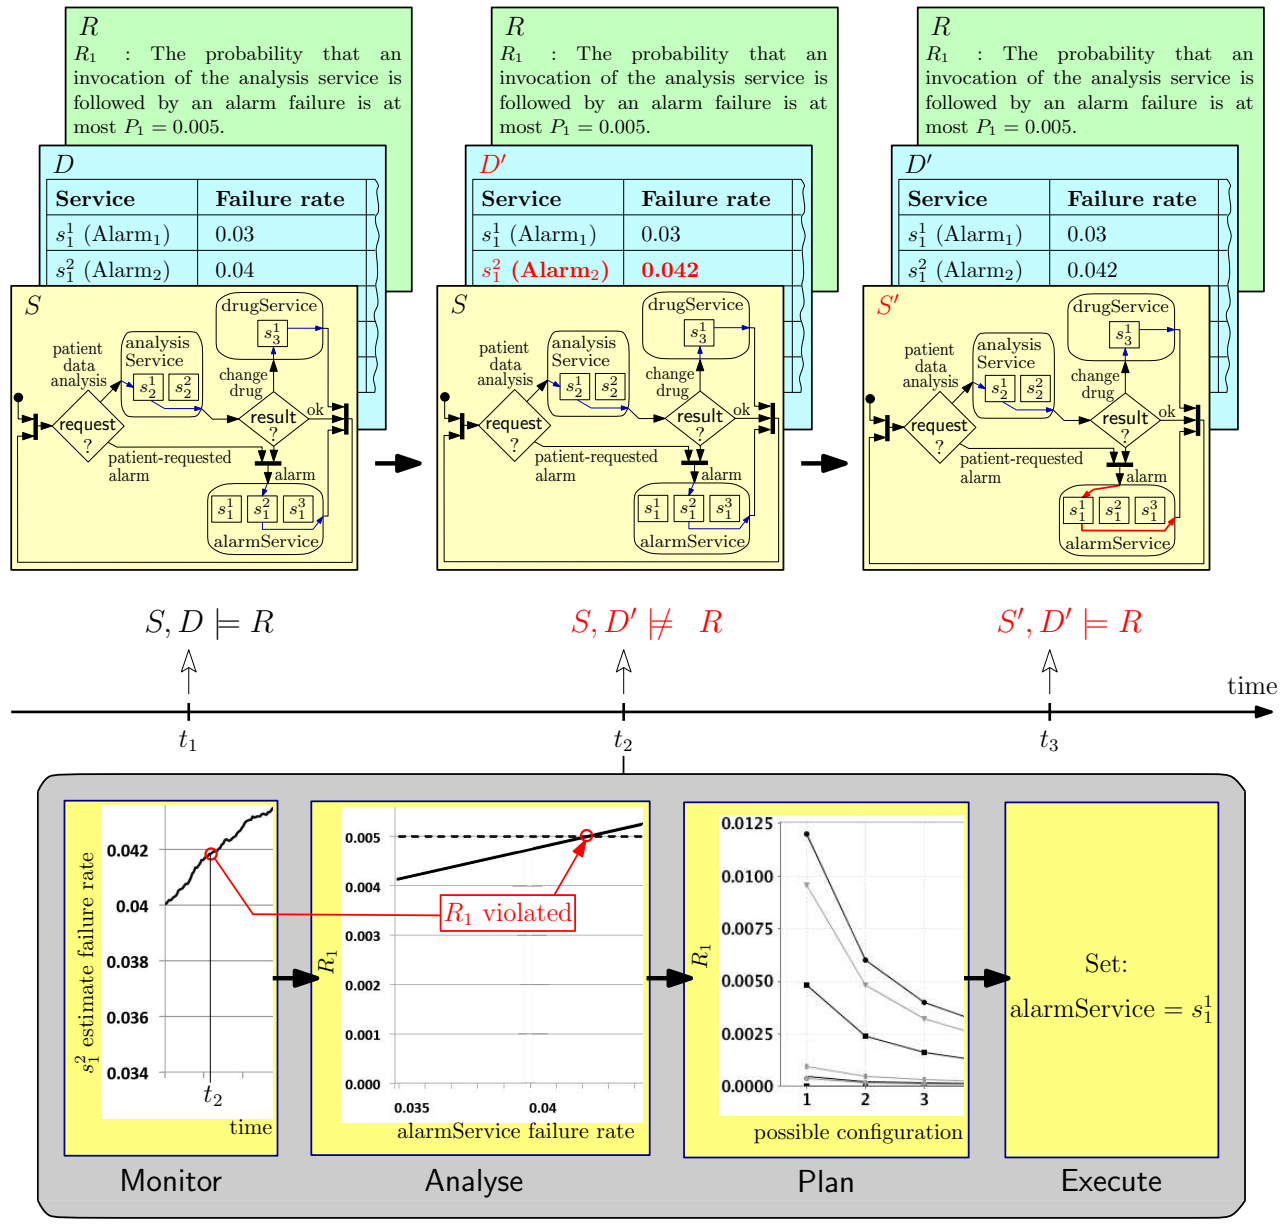 R
R₁ : The probability that an
invocation of the analysis service is
followed by an alarm failure is at
most P₁ = 0.005.
D
Service Failure rate
s₁¹ (Alarm₁) 0.03
s₁² (Alarm₂) 0.04
S
drugService
s₃¹
patient
data
analysis
analysis
Service
s₂¹ s₂²
change
drug
request
?
result
?
ok
patient-requested
alarm
alarm
s₁¹ s₁² s₁³
alarmService
R
R₁ : The probability that an
invocation of the analysis service is
followed by an alarm failure is at
most P₁ = 0.005.
D′
Service Failure rate
s₁¹ (Alarm₁) 0.03
s₁² (Alarm₂) 0.042
S
drugService
s₃¹
patient
data
analysis
analysis
Service
s₂¹ s₂²
change
drug
request
?
result
?
ok
patient-requested
alarm
alarm
s₁¹ s₁² s₁³
alarmService
R
R₁ : The probability that an
invocation of the analysis service is
followed by an alarm failure is at
most P₁ = 0.005.
D′
Service Failure rate
s₁¹ (Alarm₁) 0.03
s₁² (Alarm₂) 0.042
S′
drugService
s₃¹
patient
data
analysis
analysis
Service
s₂¹ s₂²
change
drug
request
?
result
?
ok
patient-requested
alarm
alarm
s₁¹ s₁² s₁³
alarmService
S, D ⊨ R
S, D′ ⊭ R
S′, D′ ⊨ R
time
t₁ t₂ t₃
s₁² estimate failure rate
0.042
0.04
0.038
0.036
0.034
t₂
time
Monitor
R₁
0.005
0.004
0.003
0.002
0.001
0.000
R₁ violated
0.035 0.04
alarmService failure rate
Analyse
R₁
0.0125
0.0100
0.0075
0.0050
0.0025
0.0000
1 2 3
possible configuration
Plan
Set:
alarmService = s₁¹
Execute